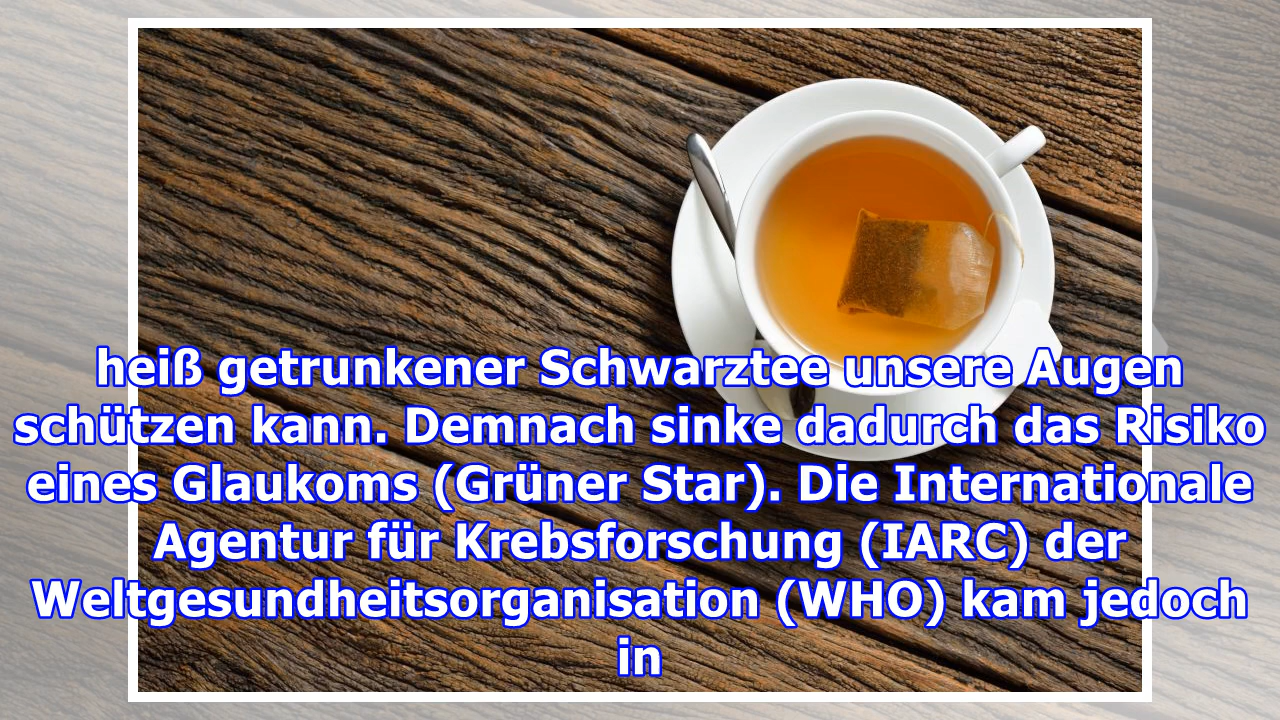 heiß getrunkener Schwarztee unsere Augen
schützen kann. Demnach sinke dadurch das Risiko
eines Glaukoms (Grüner Star). Die Internationale
Agentur für Krebsforschung (IARC) der
Weltgesundheitsorganisation (WHO) kam jedoch
in